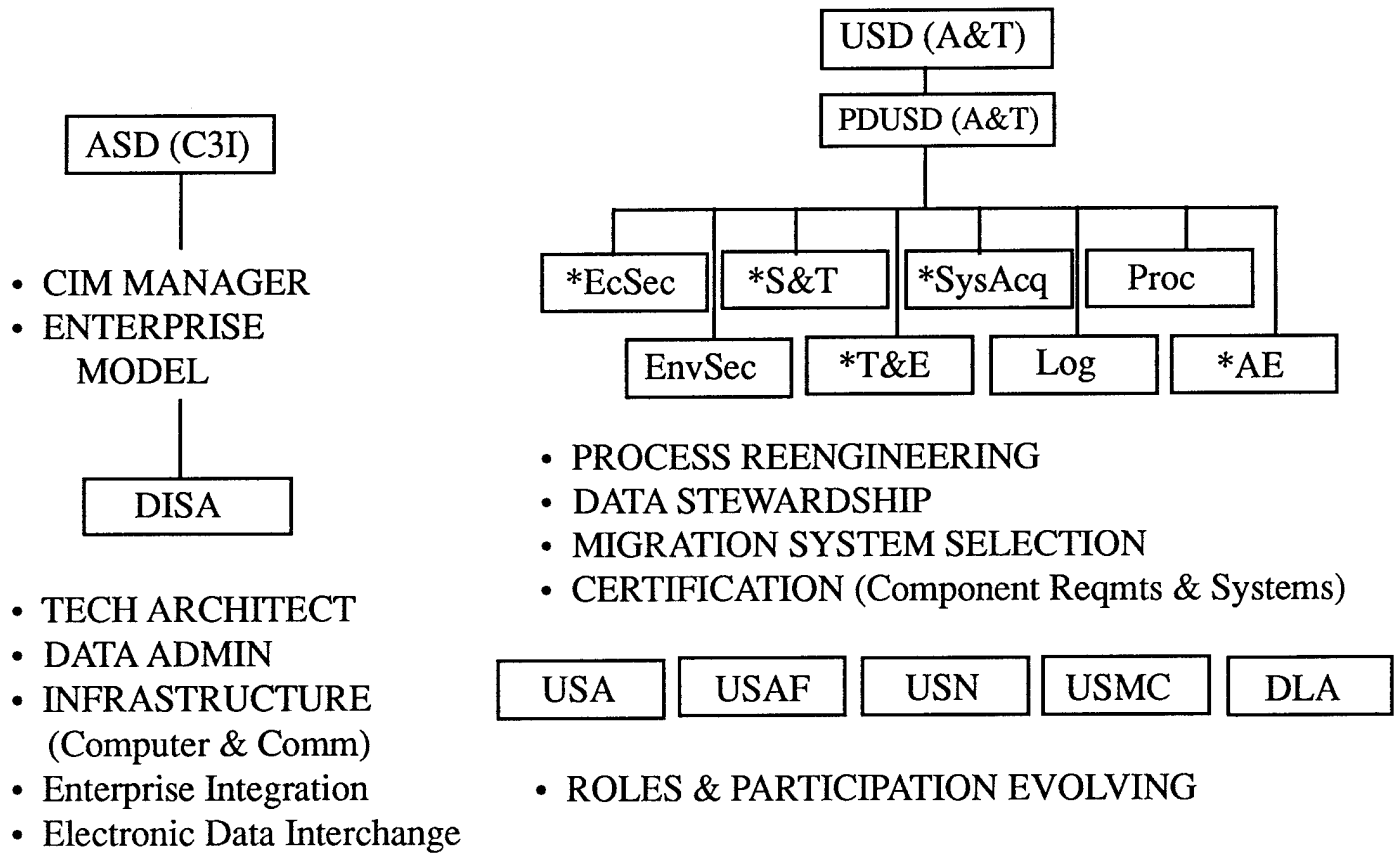 ASD (C3I)
• CIM MANAGER
• ENTERPRISE
MODEL
DISA
• TECH ARCHITECT
• DATA ADMIN
• INFRASTRUCTURE
(Computer & Comm)
• Enterprise Integration
• Electronic Data Interchange
USD (A&T)
PDUSD (A&T)
*EcSec
*S&T
*SysAcq
Proc
EnvSec
*T&E
Log
*AE
• PROCESS REENGINEERING
• DATA STEWARDSHIP
• MIGRATION SYSTEM SELECTION
• CERTIFICATION (Component Reqmts & Systems)
USA
USAF
USN
USMC
DLA
• ROLES & PARTICIPATION EVOLVING